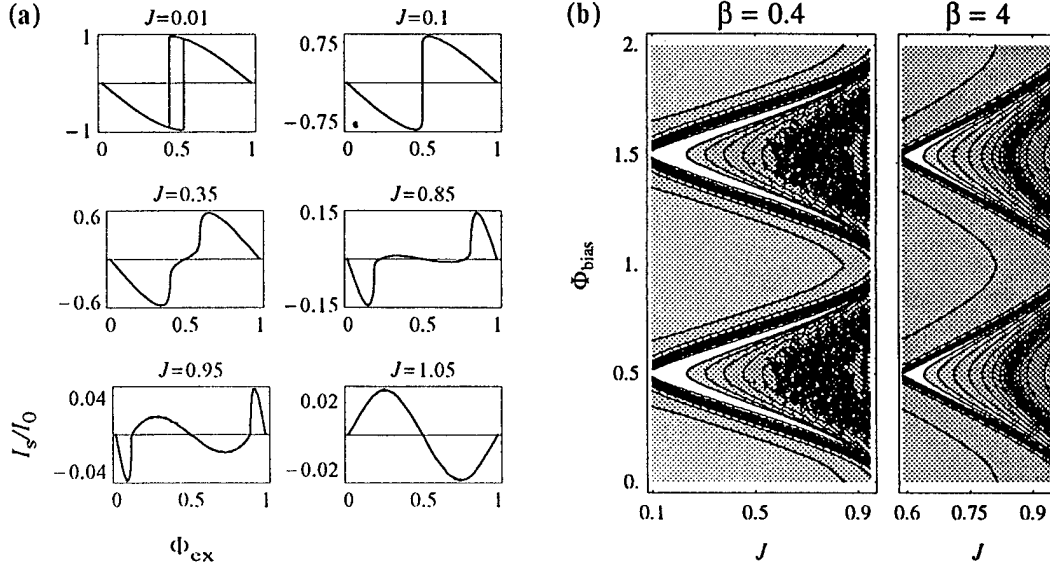 (a)
J=0.01
J=0.1
1
-1
0 0.5 1
0.75
-0.75
0 0.5 1
J=0.35
J=0.85
0.6
-0.6
0 0.5 1
0.15
-0.15
0 0.5 1
J=0.95
J=1.05
0.04
-0.04
0 0.5 1
0.02
-0.02
0 0.5 1
I_s/I_0
Φ_ex
(b)
β = 0.4
β = 4
2.
1.5
1.
0.5
0.
Φ_bias
0.1 0.5 0.9
0.6 0.75 0.9
J
J